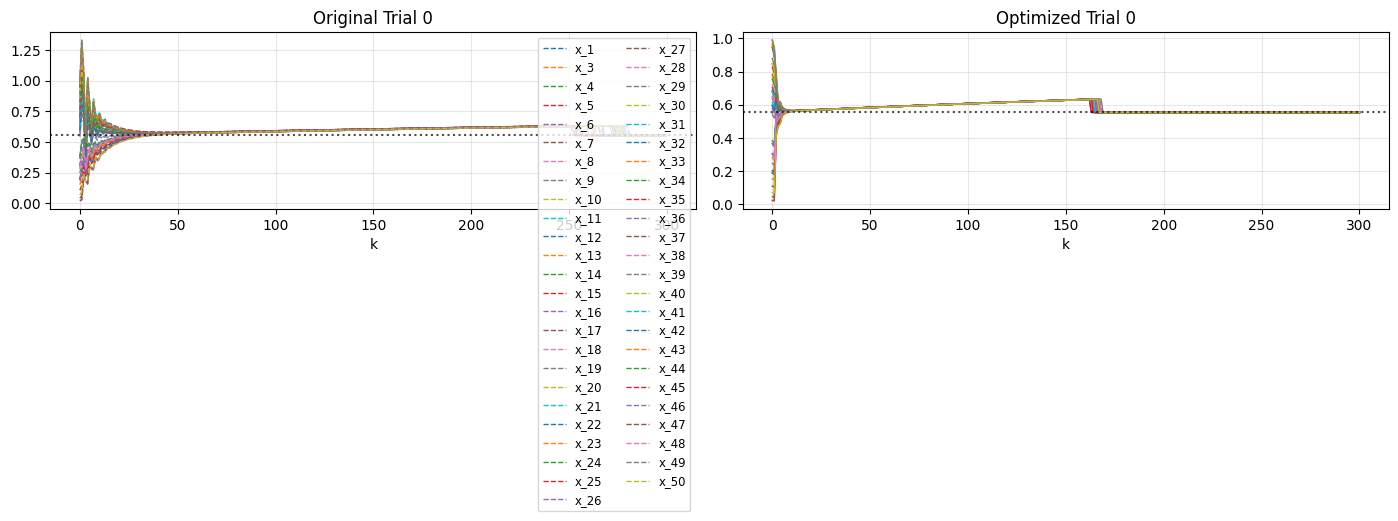 Original Trial 0
1.25
1.00
0.75
0.50
0.25
0.00
0
50
100
150
200
250
300
k
x_1
x_3
x_4
x_5
x_6
x_7
x_8
x_9
x_10
x_11
x_12
x_13
x_14
x_15
x_16
x_17
x_18
x_19
x_20
x_21
x_22
x_23
x_24
x_25
x_26
x_27
x_28
x_29
x_30
x_31
x_32
x_33
x_34
x_35
x_36
x_37
x_38
x_39
x_40
x_41
x_42
x_43
x_44
x_45
x_46
x_47
x_48
x_49
x_50
Optimized Trial 0
1.0
0.8
0.6
0.4
0.2
0.0
0
50
100
150
200
250
300
k